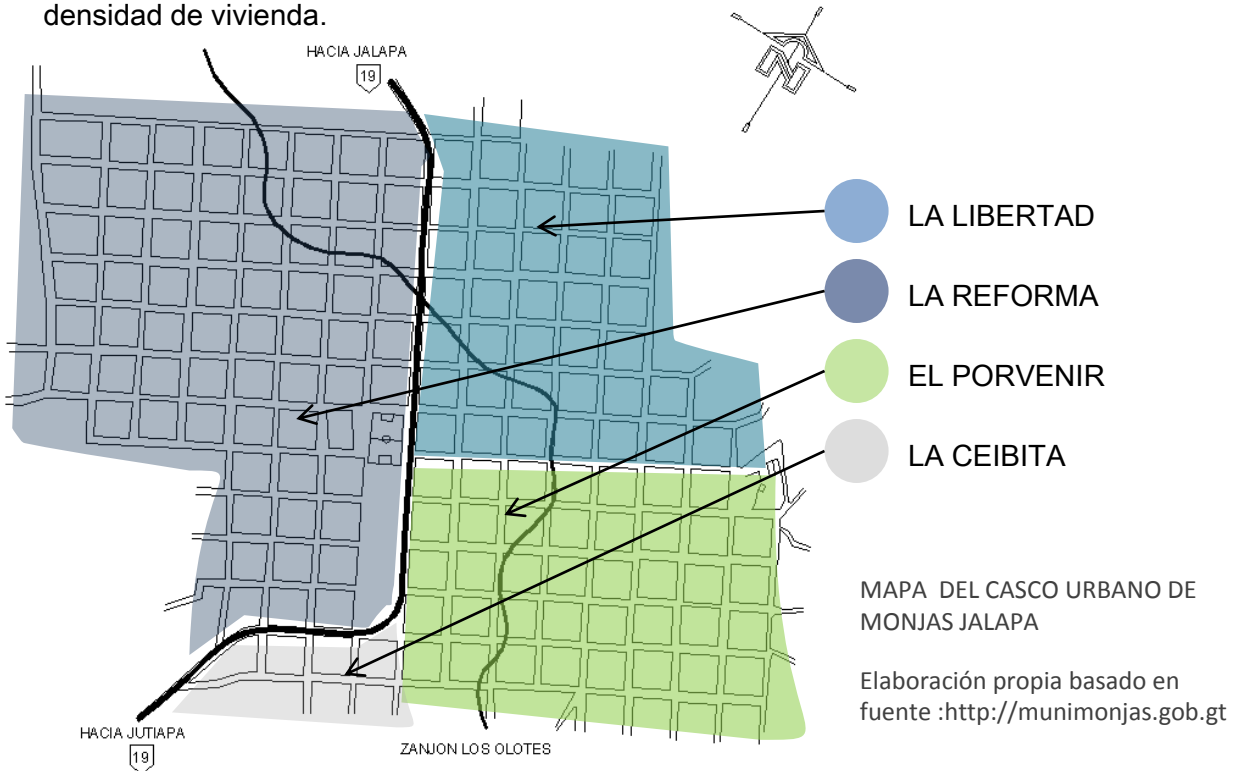 densidad de vivienda.
HACIA JALAPA
19
N
LA LIBERTAD
LA REFORMA
EL PORVENIR
LA CEIBITA
MAPA DEL CASCO URBANO DE
MONJAS JALAPA
Elaboración propia basado en
fuente :http://munimonjas.gob.gt
HACIA JUTIAPA
19
ZANJON LOS OLOTES